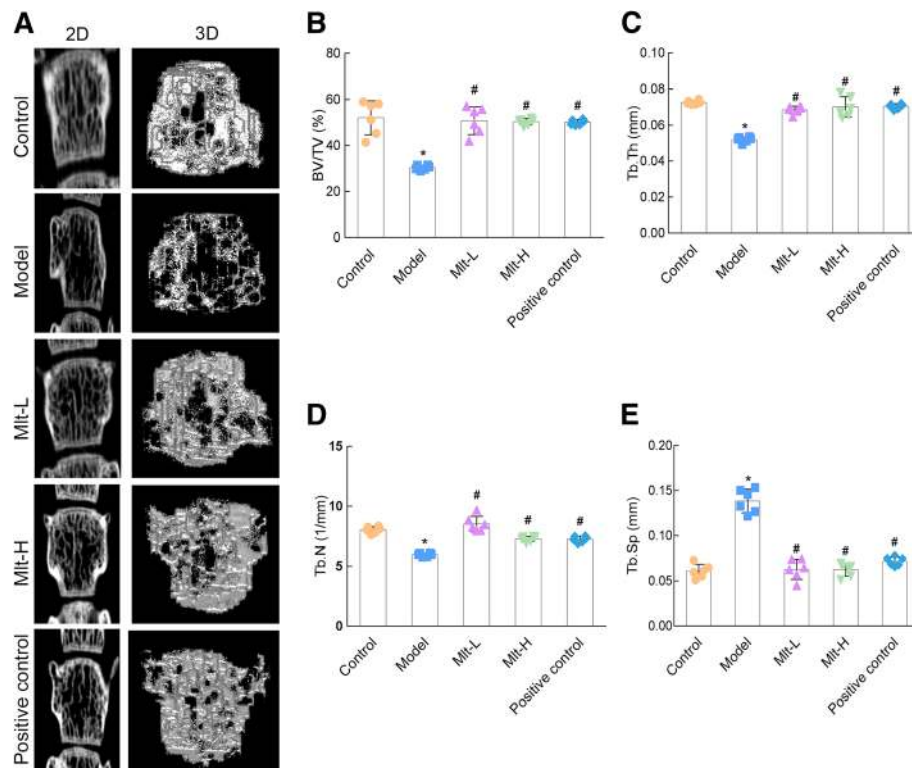 A
2D
3D
Control
Model
Mlt-L
Mlt-H
Positive control
B
BV/TV (%)
80
60
40
20
0
*
#
#
#
Control
Model
Mlt-L
Mlt-H
Positive control
C
Tb.Th (mm)
0.10
0.08
0.06
0.04
0.02
0.00
*
#
#
#
Control
Model
Mlt-L
Mlt-H
Positive control
D
Tb.N (1/mm)
15
10
5
0
*
#
#
#
Control
Model
Mlt-L
Mlt-H
Positive control
E
Tb.Sp (mm)
0.20
0.15
0.10
0.05
0.00
*
#
#
#
Control
Model
Mlt-L
Mlt-H
Positive control